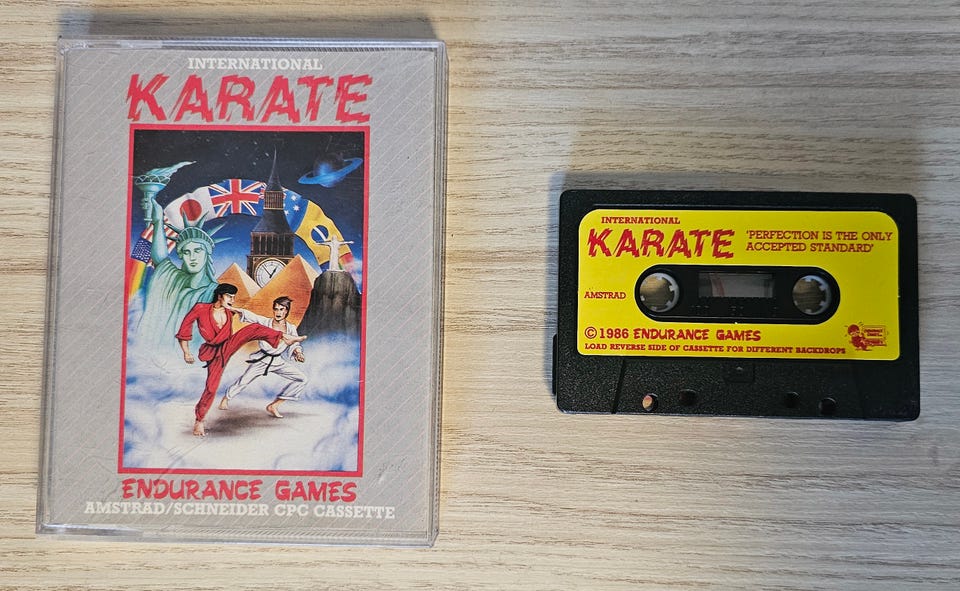 INTERNATIONAL
KARATE
ENDURANCE GAMES
AMSTRAD/SCHNEIDER CPC CASSETTE
INTERNATIONAL
KARATE
'PERFECTION IS THE ONLY
ACCEPTED STANDARD'
AMSTRAD
© 1986 ENDURANCE GAMES
LOAD REVERSE SIDE OF CASSETTE FOR DIFFERENT BACKDROPS